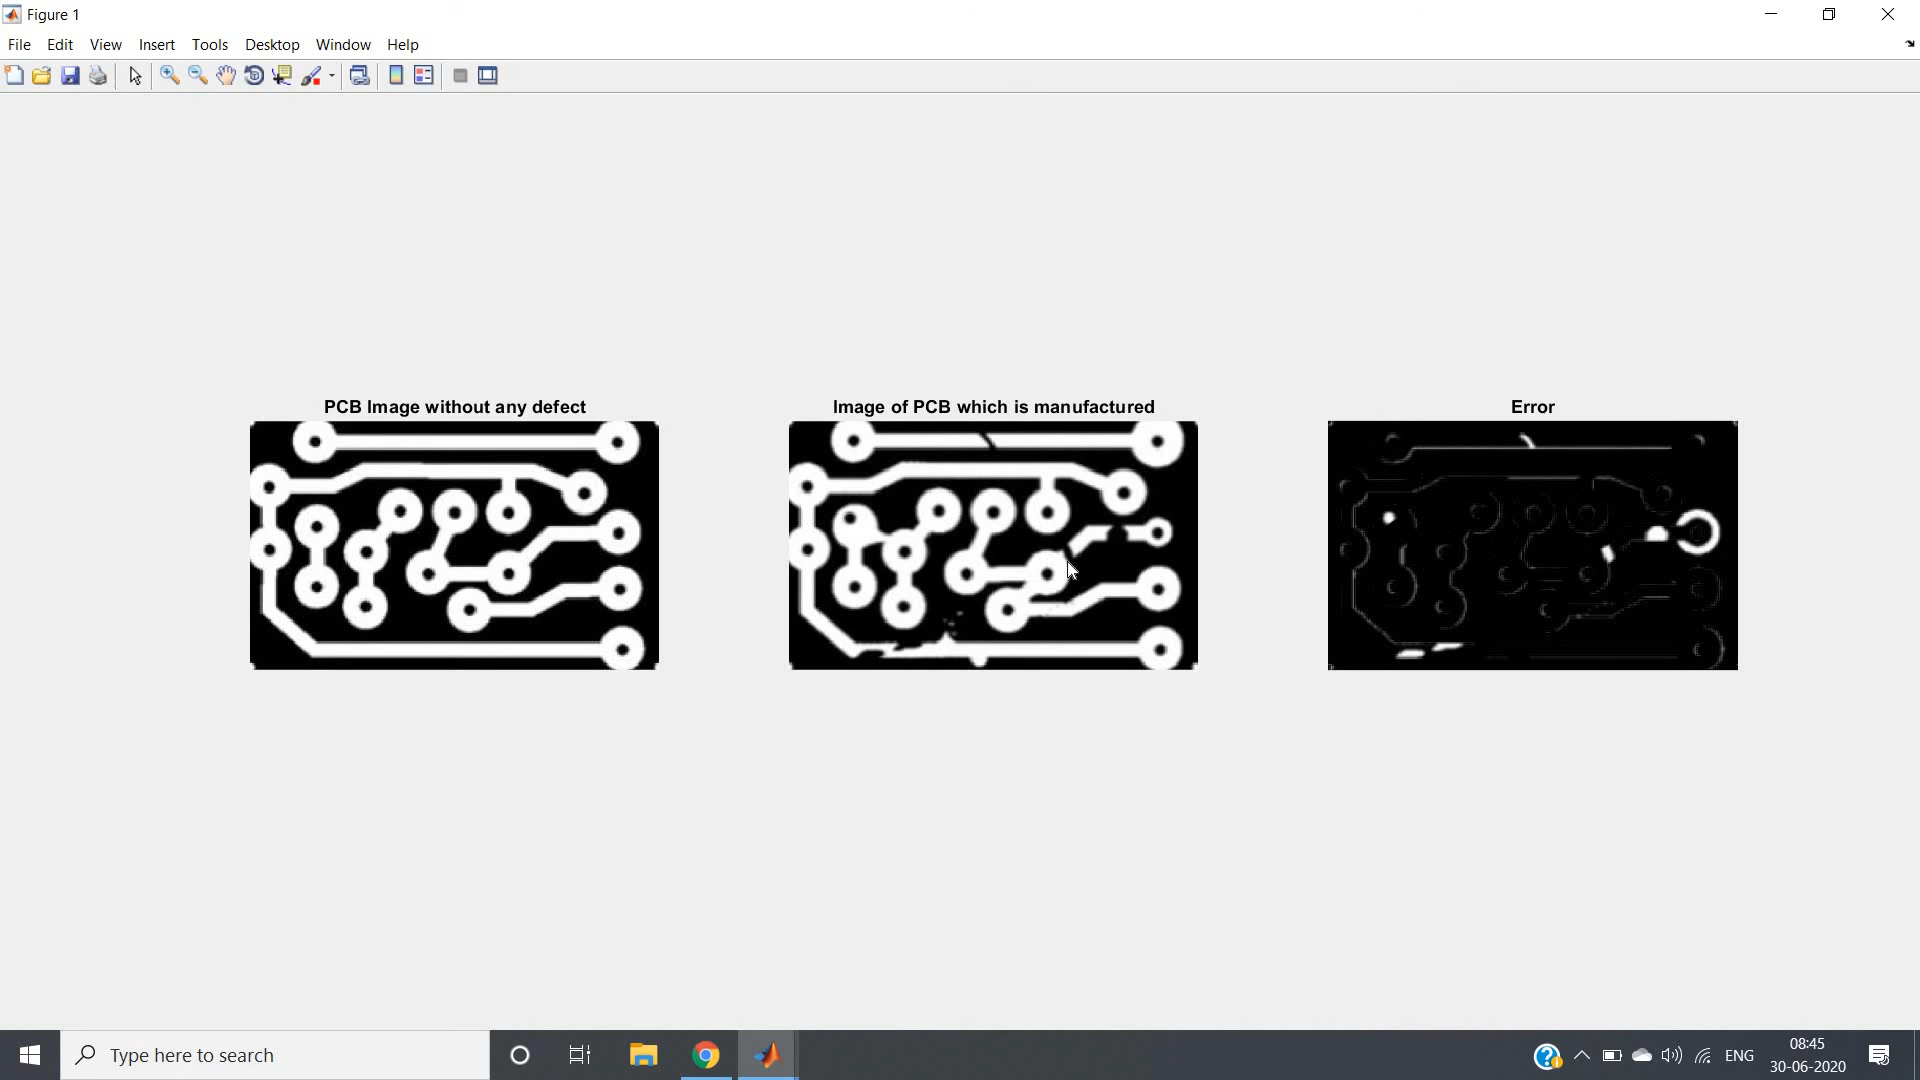 Figure 1
File Edit View Insert Tools Desktop Window Help
PCB Image without any defect
Image of PCB which is manufactured
Error
Type here to search
ENG
08:45
30-06-2020